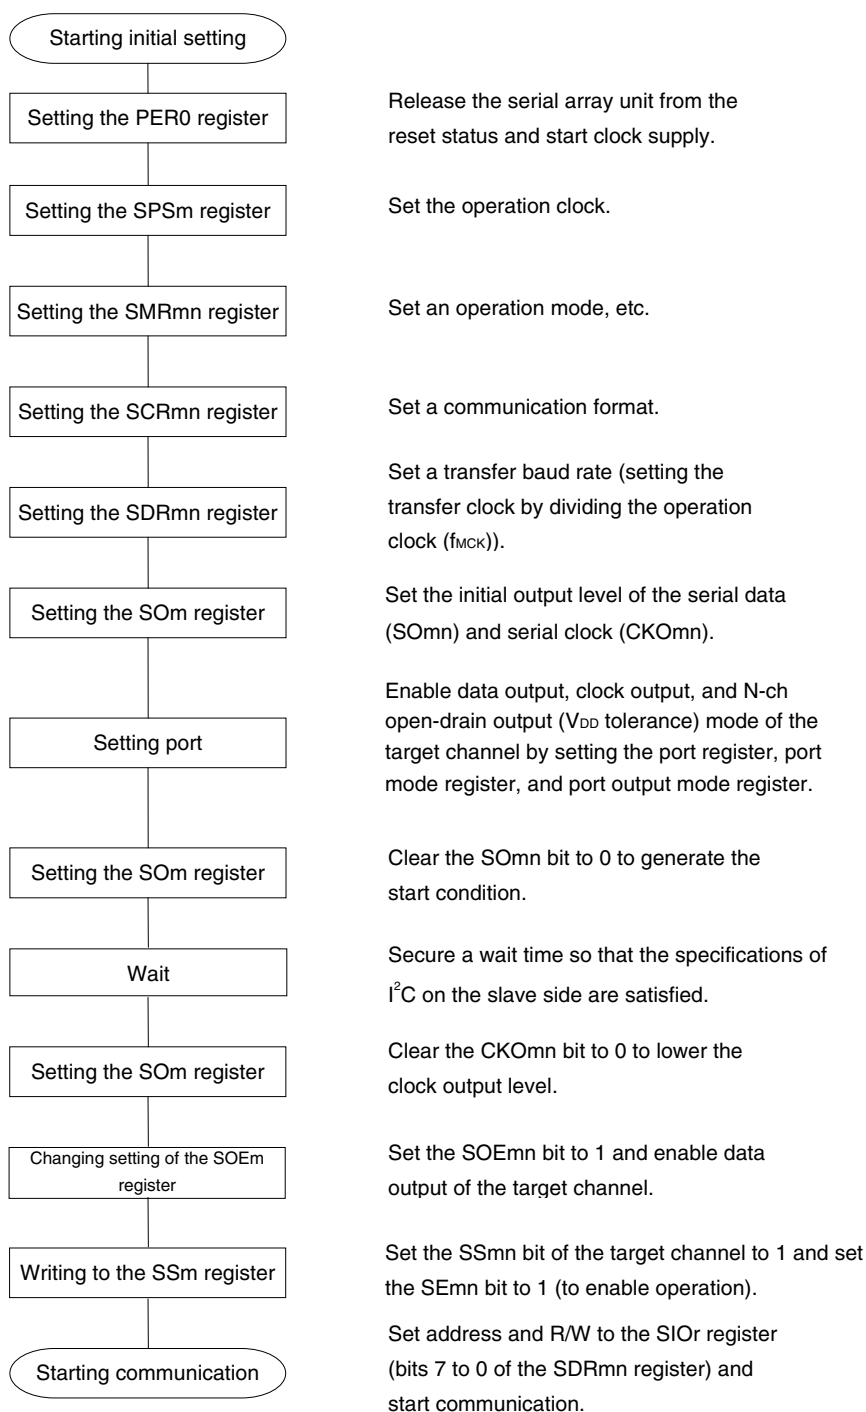 Starting initial setting
Setting the PER0 register
Release the serial array unit from the
reset status and start clock supply.
Setting the SPSm register
Set the operation clock.
Setting the SMRmn register
Set an operation mode, etc.
Setting the SCRmn register
Set a communication format.
Setting the SDRmn register
Set a transfer baud rate (setting the
transfer clock by dividing the operation
clock (fMCK)).
Setting the SOm register
Set the initial output level of the serial data
(SOmn) and serial clock (CKOmn).
Setting port
Enable data output, clock output, and N-ch
open-drain output (VDD tolerance) mode of the
target channel by setting the port register, port
mode register, and port output mode register.
Setting the SOm register
Clear the SOmn bit to 0 to generate the
start condition.
Wait
Secure a wait time so that the specifications of
I²C on the slave side are satisfied.
Setting the SOm register
Clear the CKOmn bit to 0 to lower the
clock output level.
Changing setting of the SOEm
register
Set the SOEmn bit to 1 and enable data
output of the target channel.
Writing to the SSm register
Set the SSmn bit of the target channel to 1 and set
the SEmn bit to 1 (to enable operation).
Starting communication
Set address and R/W to the SIOr register
(bits 7 to 0 of the SDRmn register) and
start communication.